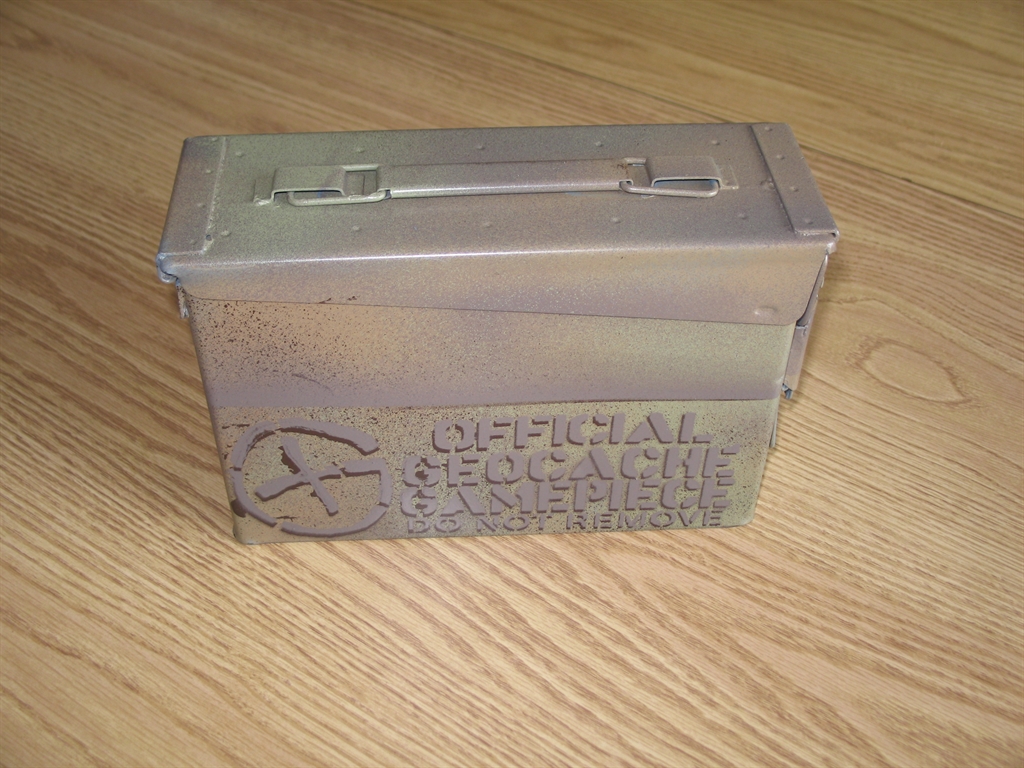 OFFICIAL
GEOCACHE
GAMEPIECE
DO NOT REMOVE